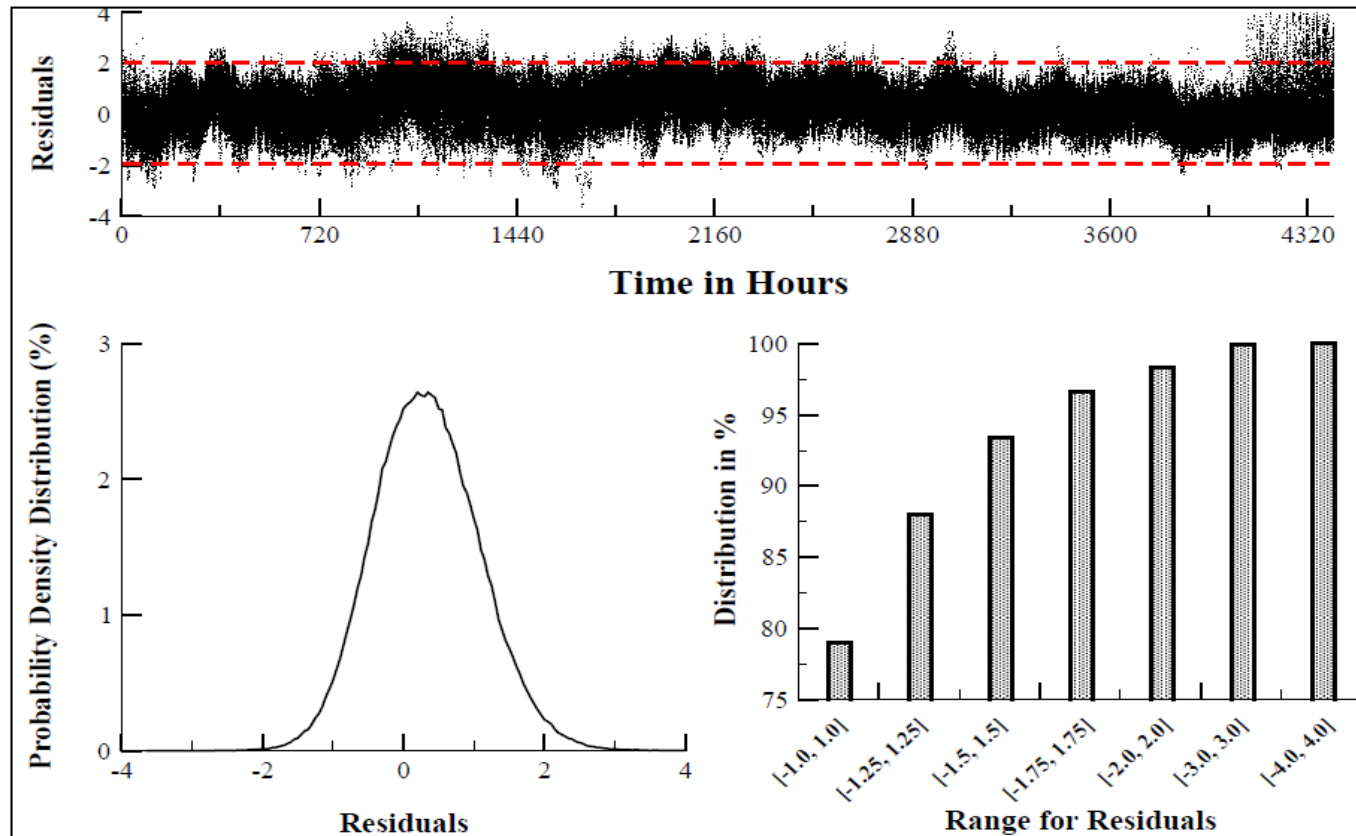 Residuals
4
2
0
-2
-4
0 720 1440 2160 2880 3600 4320
Time in Hours
Probability Density Distribution (%)
3
2
1
0
-4 -2 0 2 4
Residuals
Distribution in %
100
95
90
85
80
75
[-1.0, 1.0] [-1.25, 1.25] [-1.5, 1.5] [-1.75, 1.75] [-2.0, 2.0] [-3.0, 3.0] [-4.0, 4.0]
Range for Residuals